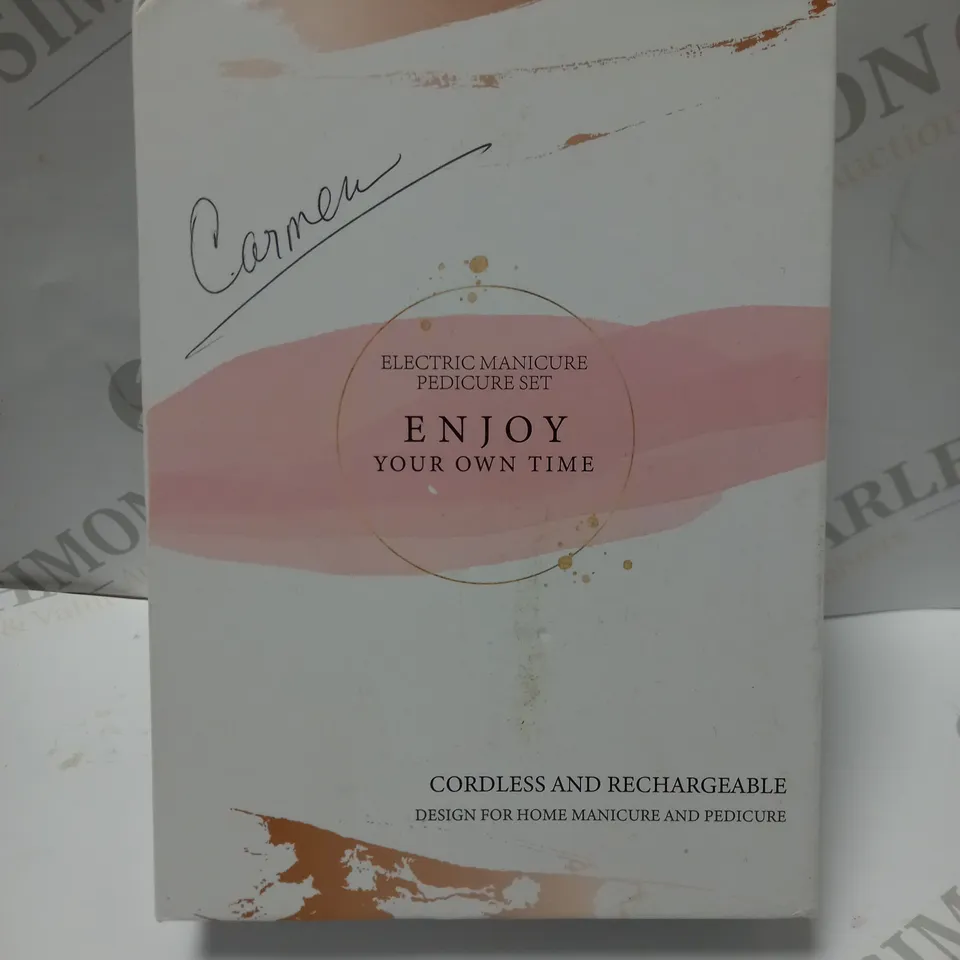 Carmen
ELECTRIC MANICURE
PEDICURE SET
ENJOY
YOUR OWN TIME
CORDLESS AND RECHARGEABLE
DESIGN FOR HOME MANICURE AND PEDICURE